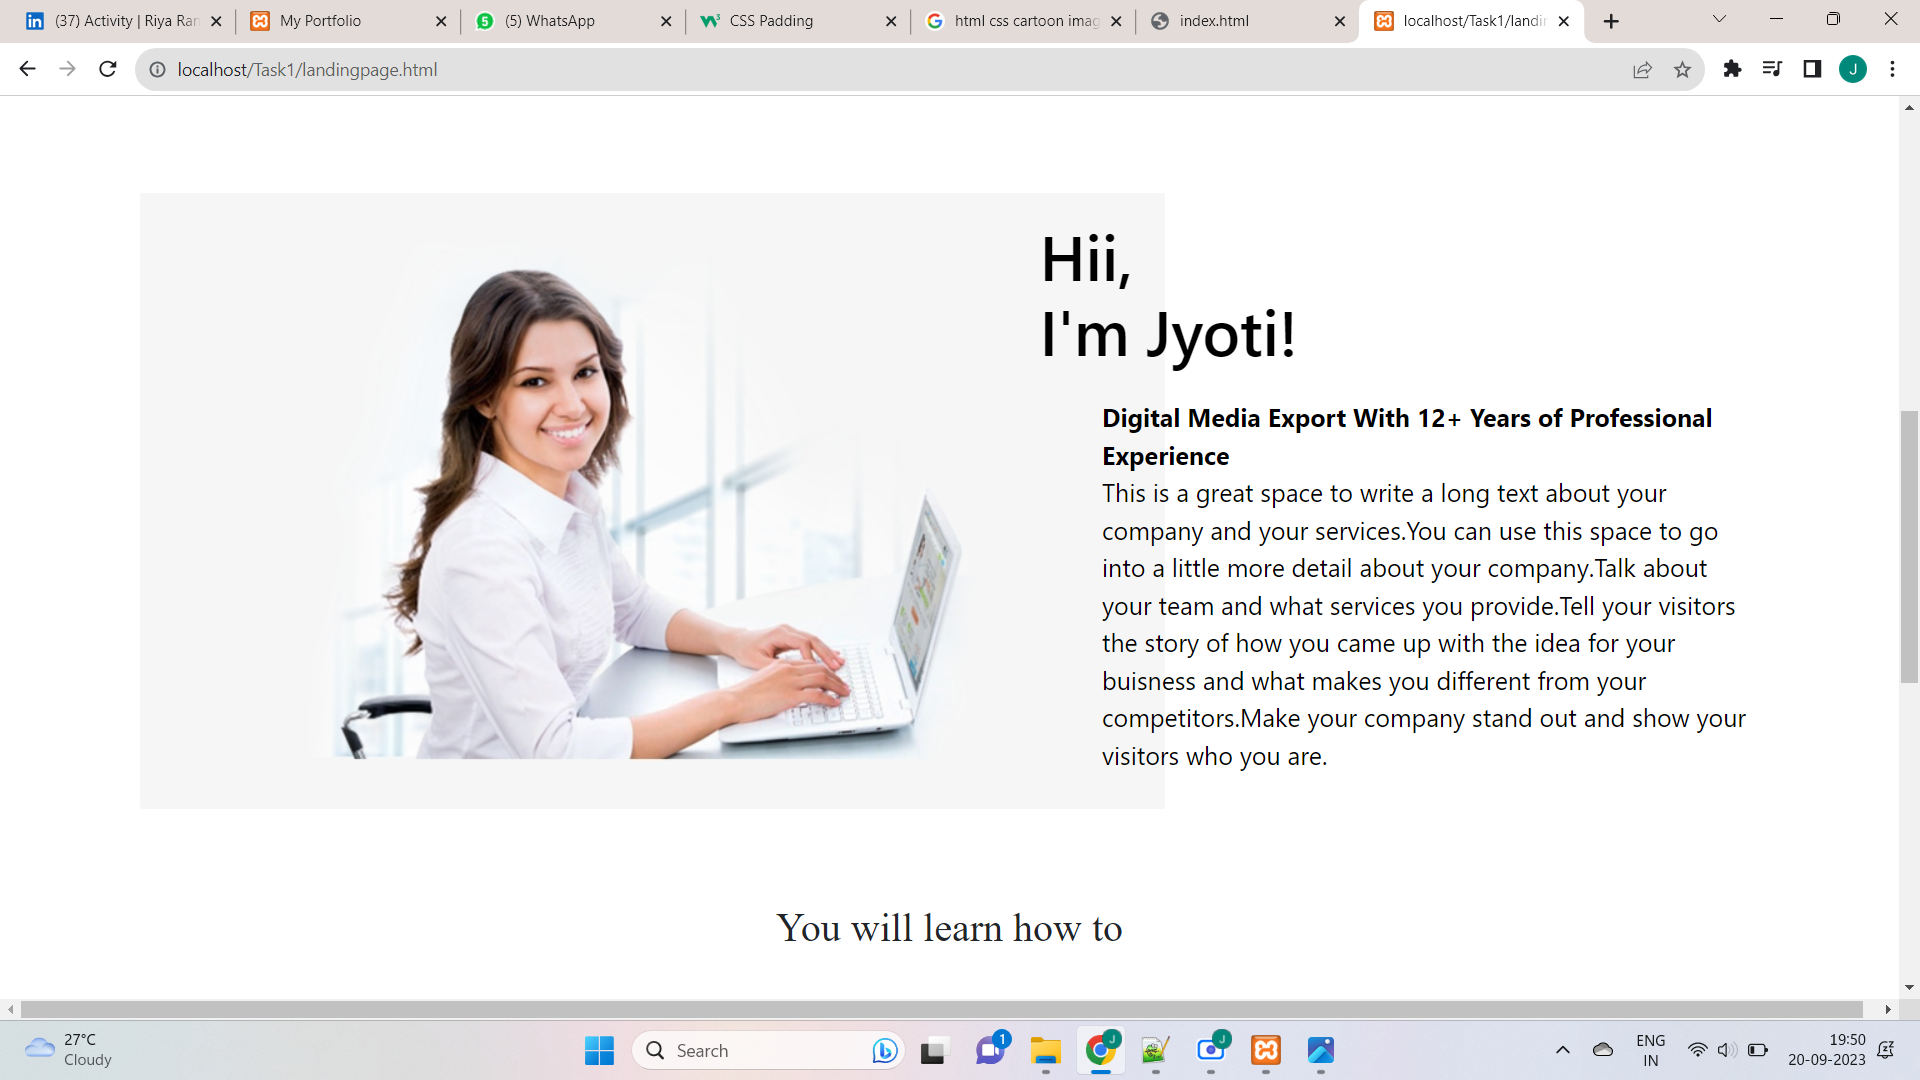 (37) Activity | Riya Ran
My Portfolio
(5) WhatsApp
CSS Padding
html css cartoon imag
index.html
localhost/Task1/landin
localhost/Task1/landingpage.html
J
Hii,
I'm Jyoti!
Digital Media Export With 12+ Years of Professional
Experience
This is a great space to write a long text about your
company and your services.You can use this space to go
into a little more detail about your company.Talk about
your team and what services you provide.Tell your visitors
the story of how you came up with the idea for your
buisness and what makes you different from your
competitors.Make your company stand out and show your
visitors who you are.
You will learn how to
27°C
Cloudy
Search
1
J
J
ENG
IN
19:50
20-09-2023